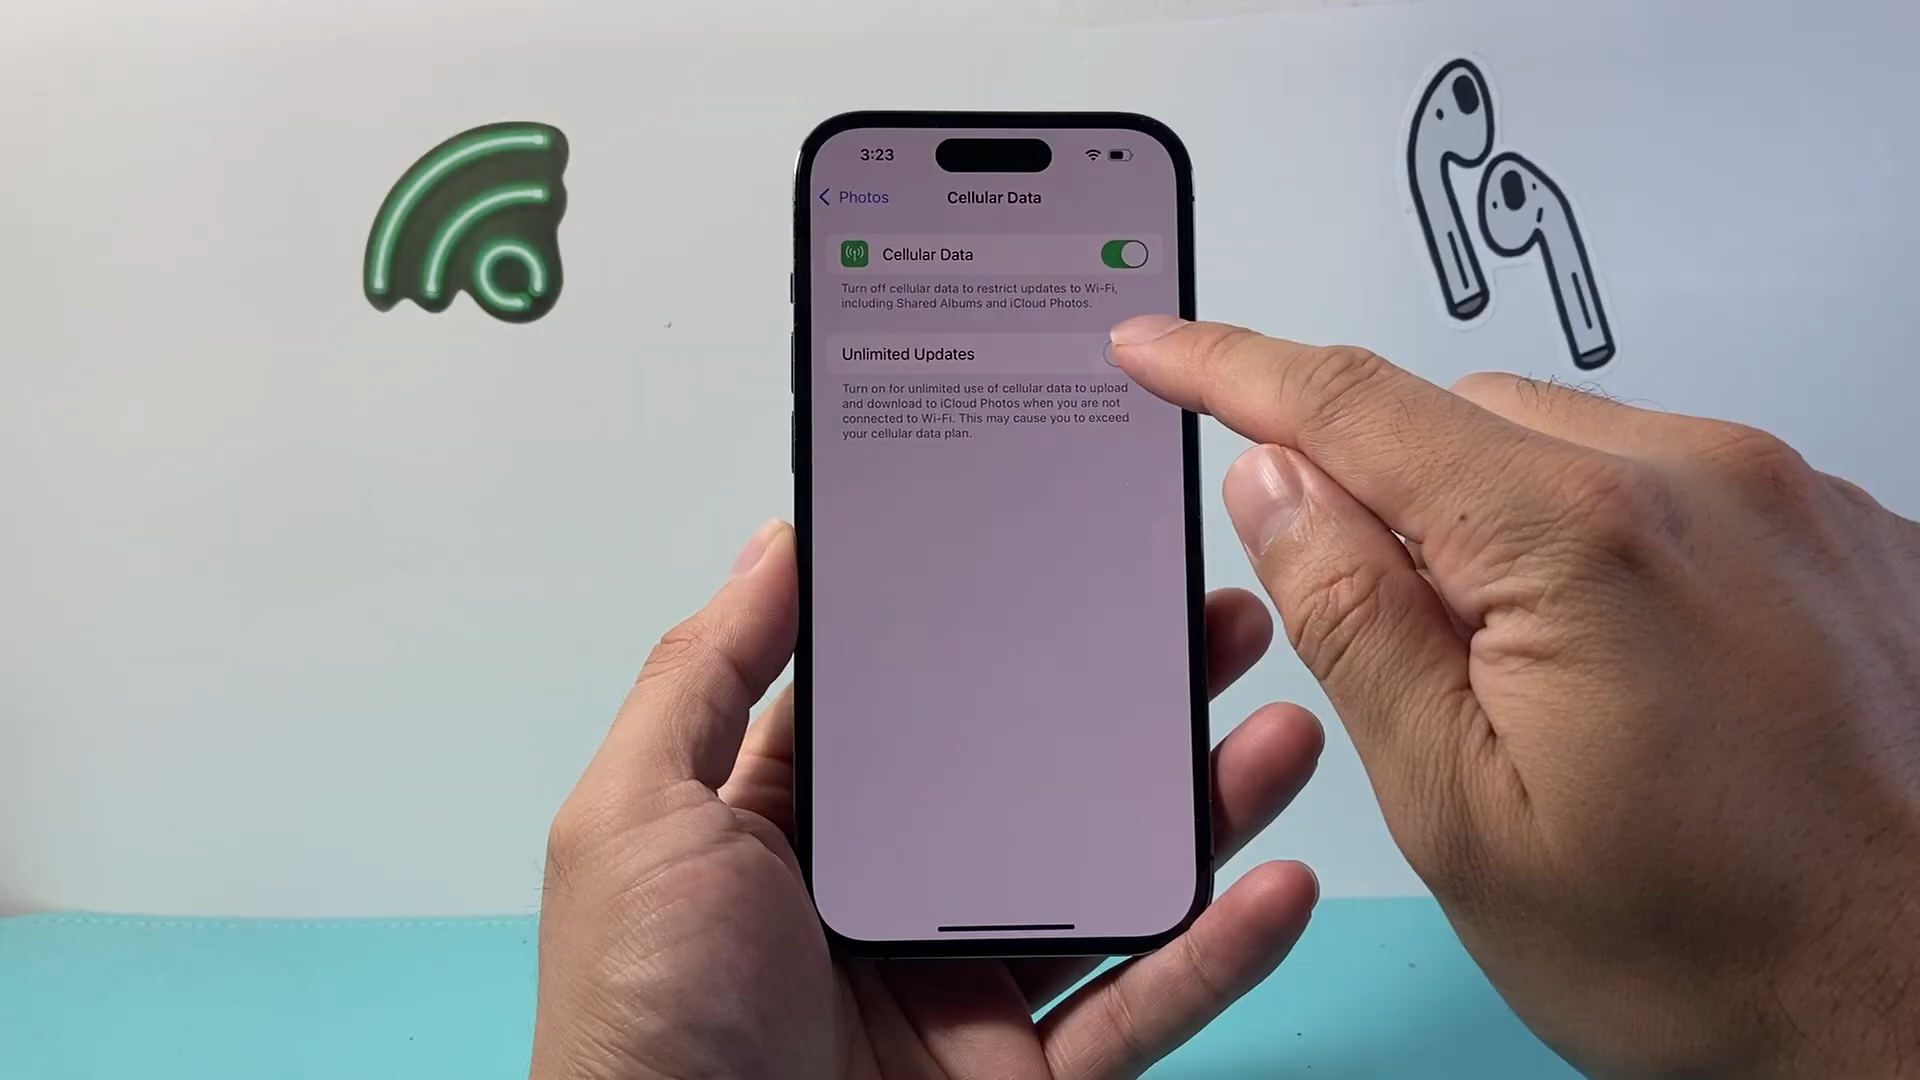 3:23
Photos
Cellular Data
Cellular Data
Turn off cellular data to restrict updates to Wi-Fi,
including Shared Albums and iCloud Photos.
Unlimited Updates
Turn on for unlimited use of cellular data to upload
and download to iCloud Photos when you are not
connected to Wi-Fi. This may cause you to exceed
your cellular data plan.